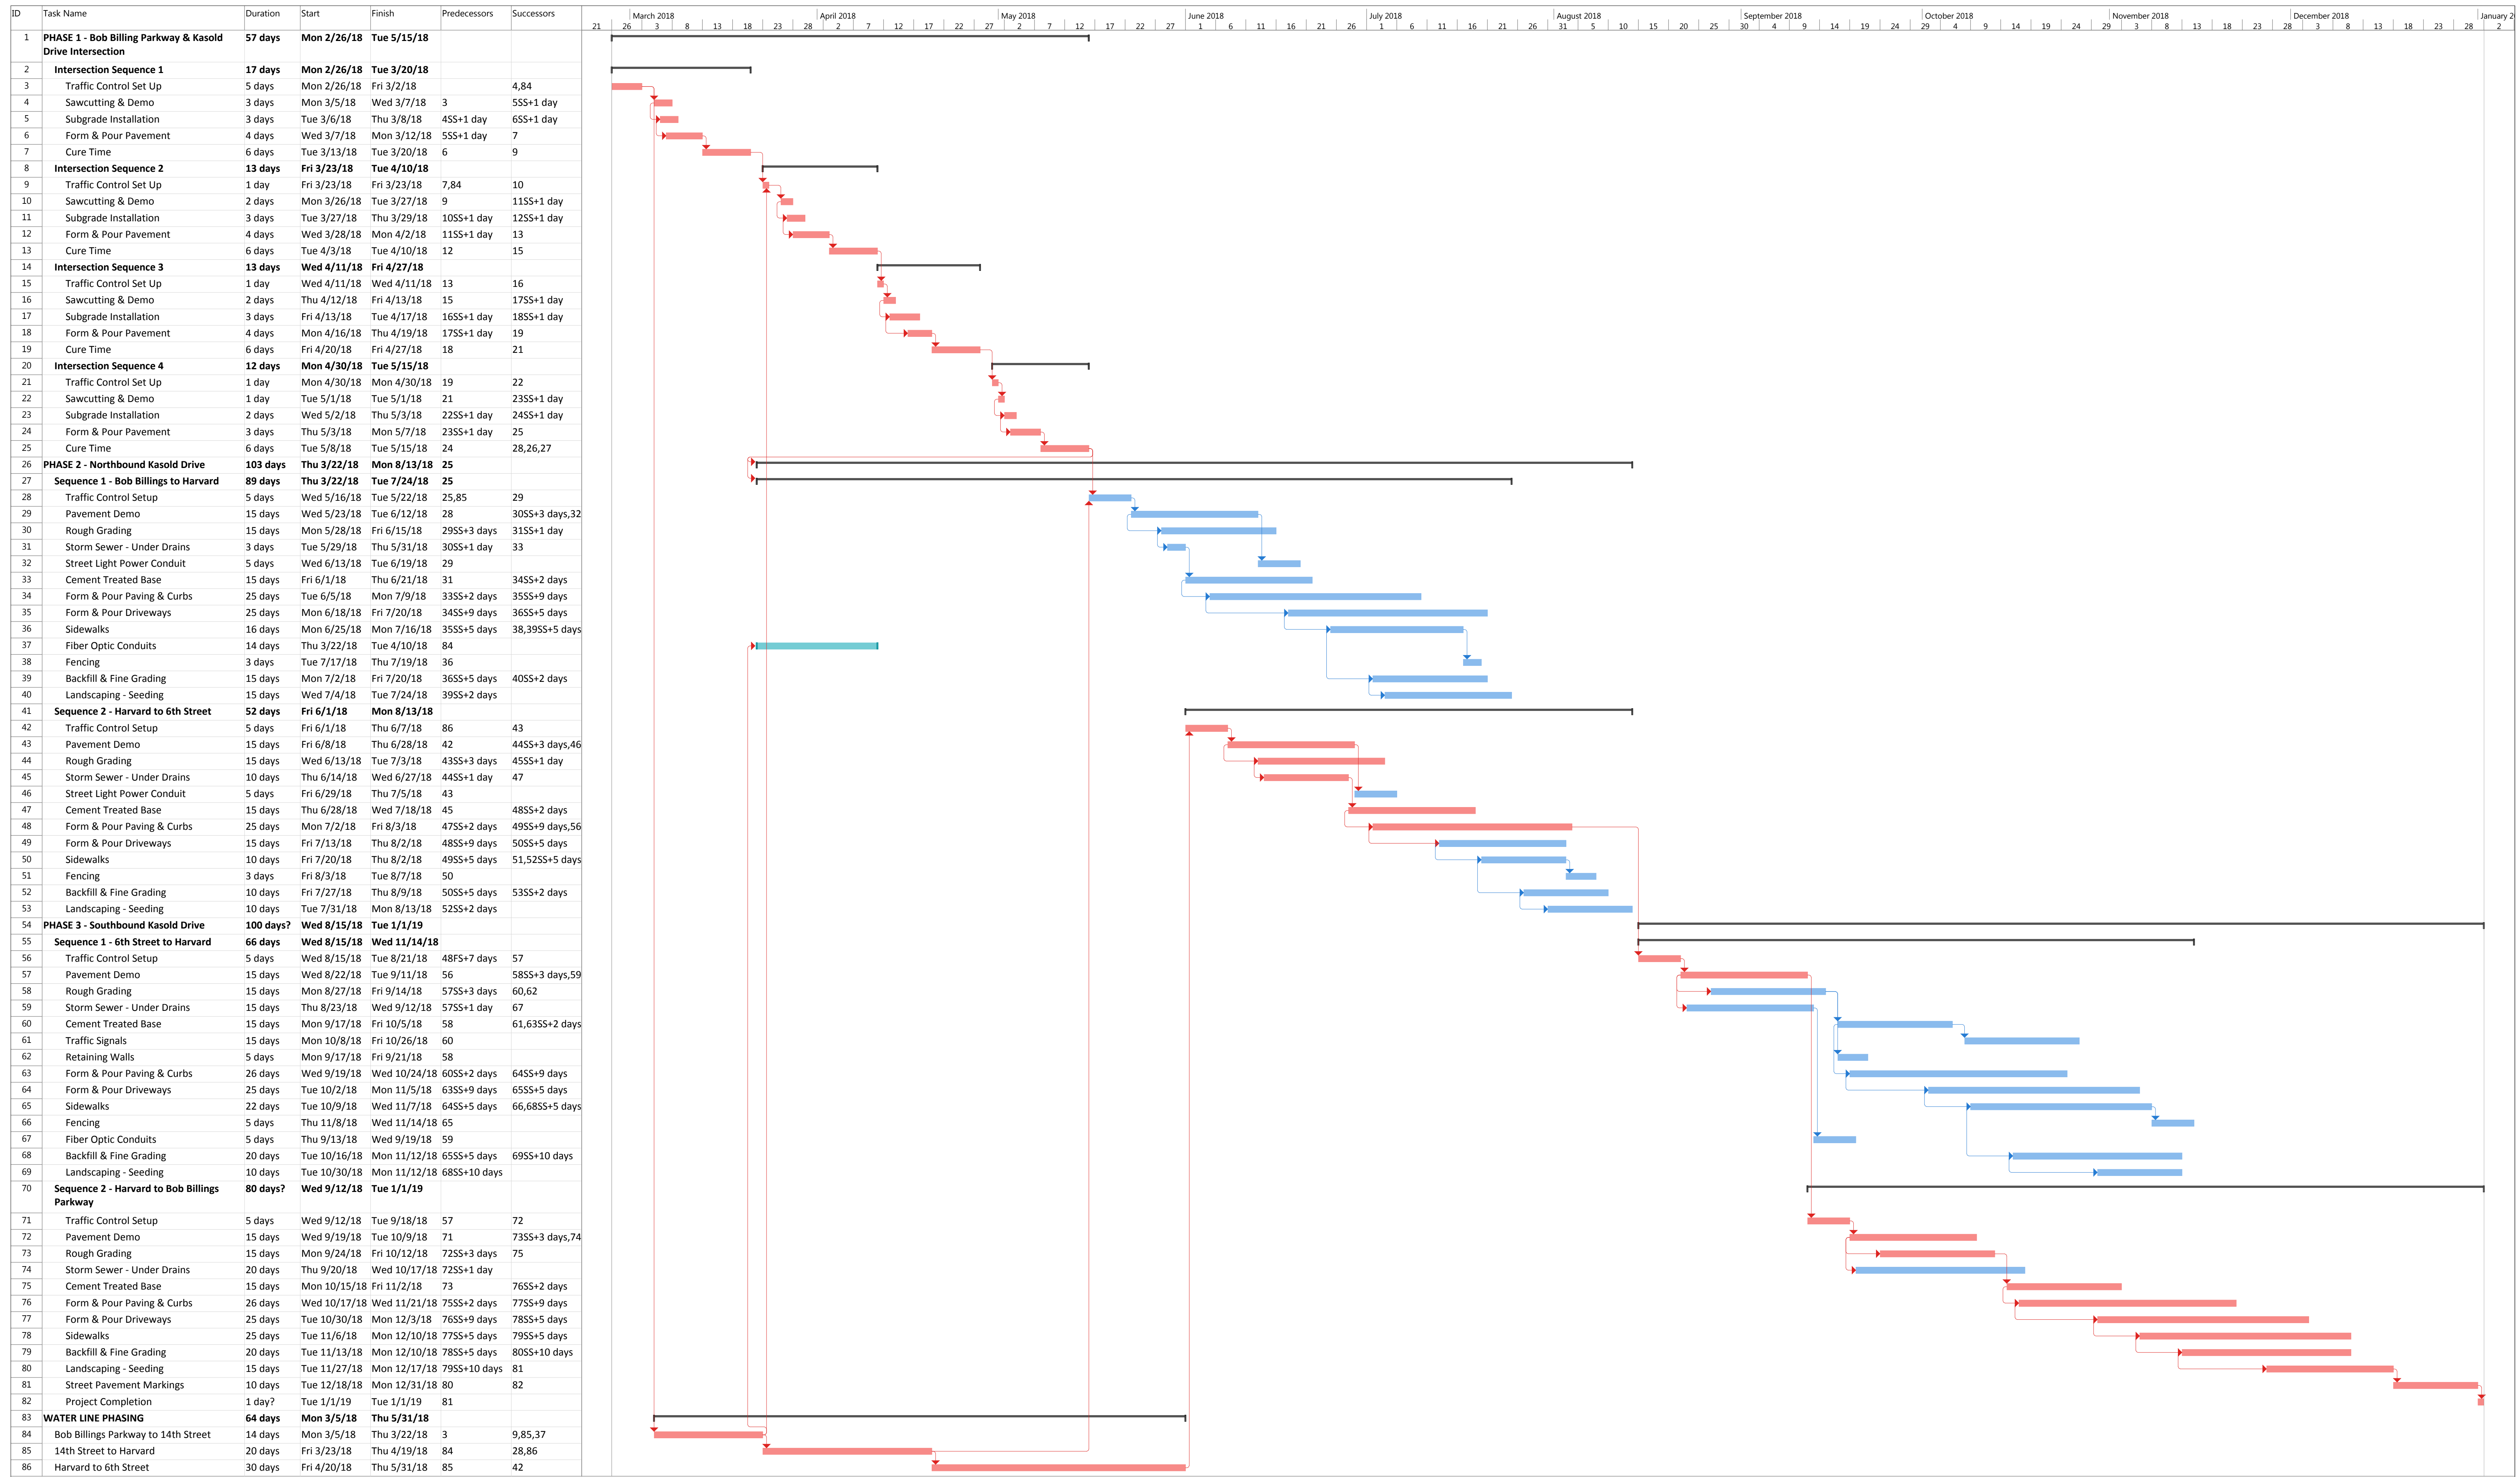 ID Task Name Duration Start Finish Predecessors Successors
March 2018 April 2018 May 2018 June 2018 July 2018 August 2018 September 2018 October 2018 November 2018 December 2018 January 2
21 26 3 8 13 18 23 28 2 7 12 17 22 27 2 7 12 17 22 27 1 6 11 16 21 26 1 6 11 16 21 26 31 5 10 15 20 25 30 4 9 14 19 24 29 4 9 14 19 24 29 3 8 13 18 23 28 3 8 13 18 23 28 2
1 PHASE 1 - Bob Billing Parkway & Kasold 57 days Mon 2/26/18 Tue 5/15/18
Drive Intersection
2 Intersection Sequence 1 17 days Mon 2/26/18 Tue 3/20/18
3 Traffic Control Set Up 5 days Mon 2/26/18 Fri 3/2/18 4,84
4 Sawcutting & Demo 3 days Mon 3/5/18 Wed 3/7/18 3 5SS+1 day
5 Subgrade Installation 3 days Tue 3/6/18 Thu 3/8/18 4SS+1 day 6SS+1 day
6 Form & Pour Pavement 4 days Wed 3/7/18 Mon 3/12/18 5SS+1 day 7
7 Cure Time 6 days Tue 3/13/18 Tue 3/20/18 6 9
8 Intersection Sequence 2 13 days Fri 3/23/18 Tue 4/10/18
9 Traffic Control Set Up 1 day Fri 3/23/18 Fri 3/23/18 7,84 10
10 Sawcutting & Demo 2 days Mon 3/26/18 Tue 3/27/18 9 11SS+1 day
11 Subgrade Installation 3 days Tue 3/27/18 Thu 3/29/18 10SS+1 day 12SS+1 day
12 Form & Pour Pavement 4 days Wed 3/28/18 Mon 4/2/18 11SS+1 day 13
13 Cure Time 6 days Tue 4/3/18 Tue 4/10/18 12 15
14 Intersection Sequence 3 13 days Wed 4/11/18 Fri 4/27/18
15 Traffic Control Set Up 1 day Wed 4/11/18 Wed 4/11/18 13 16
16 Sawcutting & Demo 2 days Thu 4/12/18 Fri 4/13/18 15 17SS+1 day
17 Subgrade Installation 3 days Fri 4/13/18 Tue 4/17/18 16SS+1 day 18SS+1 day
18 Form & Pour Pavement 4 days Mon 4/16/18 Thu 4/19/18 17SS+1 day 19
19 Cure Time 6 days Fri 4/20/18 Fri 4/27/18 18 21
20 Intersection Sequence 4 12 days Mon 4/30/18 Tue 5/15/18
21 Traffic Control Set Up 1 day Mon 4/30/18 Mon 4/30/18 19 22
22 Sawcutting & Demo 1 day Tue 5/1/18 Tue 5/1/18 21 23SS+1 day
23 Subgrade Installation 2 days Wed 5/2/18 Thu 5/3/18 22SS+1 day 24SS+1 day
24 Form & Pour Pavement 3 days Thu 5/3/18 Mon 5/7/18 23SS+1 day 25
25 Cure Time 6 days Tue 5/8/18 Tue 5/15/18 24 28,26,27
26 PHASE 2 - Northbound Kasold Drive 103 days Thu 3/22/18 Mon 8/13/18 25
27 Sequence 1 - Bob Billings to Harvard 89 days Thu 3/22/18 Tue 7/24/18 25
28 Traffic Control Setup 5 days Wed 5/16/18 Tue 5/22/18 25,85 29
29 Pavement Demo 15 days Wed 5/23/18 Tue 6/12/18 28 30SS+3 days,32
30 Rough Grading 15 days Mon 5/28/18 Fri 6/15/18 29SS+3 days 31SS+1 day
31 Storm Sewer - Under Drains 3 days Tue 5/29/18 Thu 5/31/18 30SS+1 day 33
32 Street Light Power Conduit 5 days Wed 6/13/18 Tue 6/19/18 29
33 Cement Treated Base 15 days Fri 6/1/18 Thu 6/21/18 31 34SS+2 days
34 Form & Pour Paving & Curbs 25 days Tue 6/5/18 Mon 7/9/18 33SS+2 days 35SS+9 days
35 Form & Pour Driveways 25 days Mon 6/18/18 Fri 7/20/18 34SS+9 days 36SS+5 days
36 Sidewalks 16 days Mon 6/25/18 Mon 7/16/18 35SS+5 days 38,39SS+5 days
37 Fiber Optic Conduits 14 days Thu 3/22/18 Tue 4/10/18 84
38 Fencing 3 days Tue 7/17/18 Thu 7/19/18 36
39 Backfill & Fine Grading 15 days Mon 7/2/18 Fri 7/20/18 36SS+5 days 40SS+2 days
40 Landscaping - Seeding 15 days Wed 7/4/18 Tue 7/24/18 39SS+2 days
41 Sequence 2 - Harvard to 6th Street 52 days Fri 6/1/18 Mon 8/13/18
42 Traffic Control Setup 5 days Fri 6/1/18 Thu 6/7/18 86 43
43 Pavement Demo 15 days Fri 6/8/18 Thu 6/28/18 42 44SS+3 days,46
44 Rough Grading 15 days Wed 6/13/18 Tue 7/3/18 43SS+3 days 45SS+1 day
45 Storm Sewer - Under Drains 10 days Thu 6/14/18 Wed 6/27/18 44SS+1 day 47
46 Street Light Power Conduit 5 days Fri 6/29/18 Thu 7/5/18 43
47 Cement Treated Base 15 days Thu 6/28/18 Wed 7/18/18 45 48SS+2 days
48 Form & Pour Paving & Curbs 25 days Mon 7/2/18 Fri 8/3/18 47SS+2 days 49SS+9 days,56
49 Form & Pour Driveways 15 days Fri 7/13/18 Thu 8/2/18 48SS+9 days 50SS+5 days
50 Sidewalks 10 days Fri 7/20/18 Thu 8/2/18 49SS+5 days 51,52SS+5 days
51 Fencing 3 days Fri 8/3/18 Tue 8/7/18 50
52 Backfill & Fine Grading 10 days Fri 7/27/18 Thu 8/9/18 50SS+5 days 53SS+2 days
53 Landscaping - Seeding 10 days Tue 7/31/18 Mon 8/13/18 52SS+2 days
54 PHASE 3 - Southbound Kasold Drive 100 days? Wed 8/15/18 Tue 1/1/19
55 Sequence 1 - 6th Street to Harvard 66 days Wed 8/15/18 Wed 11/14/18
56 Traffic Control Setup 5 days Wed 8/15/18 Tue 8/21/18 48FS+7 days 57
57 Pavement Demo 15 days Wed 8/22/18 Tue 9/11/18 56 58SS+3 days,59
58 Rough Grading 15 days Mon 8/27/18 Fri 9/14/18 57SS+3 days 60,62
59 Storm Sewer - Under Drains 15 days Thu 8/23/18 Wed 9/12/18 57SS+1 day 67
60 Cement Treated Base 15 days Mon 9/17/18 Fri 10/5/18 58 61,63SS+2 days
61 Traffic Signals 15 days Mon 10/8/18 Fri 10/26/18 60
62 Retaining Walls 5 days Mon 9/17/18 Fri 9/21/18 58
63 Form & Pour Paving & Curbs 26 days Wed 9/19/18 Wed 10/24/18 60SS+2 days 64SS+9 days
64 Form & Pour Driveways 25 days Tue 10/2/18 Mon 11/5/18 63SS+9 days 65SS+5 days
65 Sidewalks 22 days Tue 10/9/18 Wed 11/7/18 64SS+5 days 66,68SS+5 days
66 Fencing 5 days Thu 11/8/18 Wed 11/14/18 65
67 Fiber Optic Conduits 5 days Thu 9/13/18 Wed 9/19/18 59
68 Backfill & Fine Grading 20 days Tue 10/16/18 Mon 11/12/18 65SS+5 days 69SS+10 days
69 Landscaping - Seeding 10 days Tue 10/30/18 Mon 11/12/18 68SS+10 days
70 Sequence 2 - Harvard to Bob Billings 80 days? Wed 9/12/18 Tue 1/1/19
Parkway
71 Traffic Control Setup 5 days Wed 9/12/18 Tue 9/18/18 57 72
72 Pavement Demo 15 days Wed 9/19/18 Tue 10/9/18 71 73SS+3 days,74
73 Rough Grading 15 days Mon 9/24/18 Fri 10/12/18 72SS+3 days 75
74 Storm Sewer - Under Drains 20 days Thu 9/20/18 Wed 10/17/18 72SS+1 day
75 Cement Treated Base 15 days Mon 10/15/18 Fri 11/2/18 73 76SS+2 days
76 Form & Pour Paving & Curbs 26 days Wed 10/17/18 Wed 11/21/18 75SS+2 days 77SS+9 days
77 Form & Pour Driveways 25 days Tue 10/30/18 Mon 12/3/18 76SS+9 days 78SS+5 days
78 Sidewalks 25 days Tue 11/6/18 Mon 12/10/18 77SS+5 days 79SS+5 days
79 Backfill & Fine Grading 20 days Tue 11/13/18 Mon 12/10/18 78SS+5 days 80SS+10 days
80 Landscaping - Seeding 15 days Tue 11/27/18 Mon 12/17/18 79SS+10 days 81
81 Street Pavement Markings 10 days Tue 12/18/18 Mon 12/31/18 80 82
82 Project Completion 1 day? Tue 1/1/19 Tue 1/1/19 81
83 WATER LINE PHASING 64 days Mon 3/5/18 Thu 5/31/18
84 Bob Billings Parkway to 14th Street 14 days Mon 3/5/18 Thu 3/22/18 3 9,85,37
85 14th Street to Harvard 20 days Fri 3/23/18 Thu 4/19/18 84 28,86
86 Harvard to 6th Street 30 days Fri 4/20/18 Thu 5/31/18 85 42